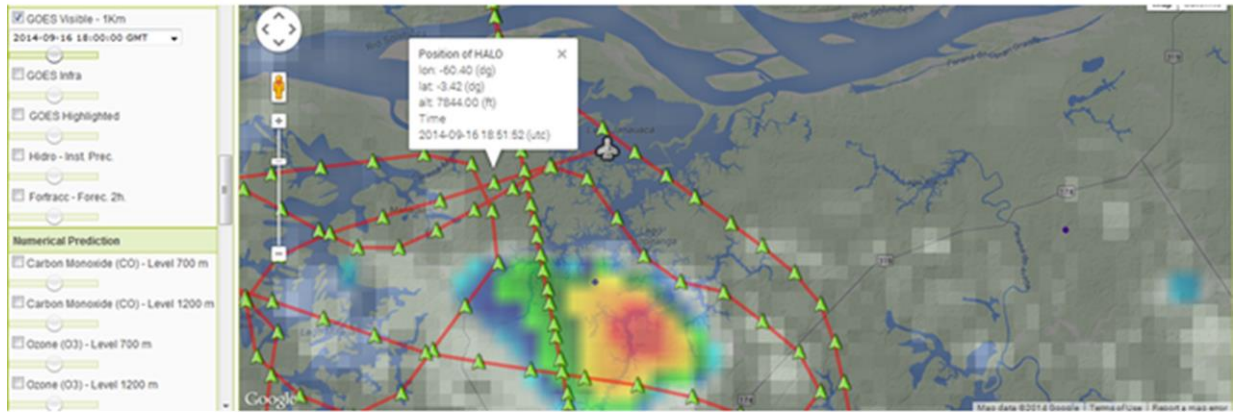 GOES Visible - 1Km
2014-09-16 18:00:00 GMT
GOES Infra
GOES Highlighted
Hidro - Inst. Prec.
Fortracc - Forec. 2h.
Numerical Prediction
Carbon Monoxide (CO) - Level 700 m
Carbon Monoxide (CO) - Level 1200 m
Ozone (O3) - Level 700 m
Ozone (O3) - Level 1200 m
Position of HALO
lon: -60.40 (dg)
lat: -3.42 (dg)
alt: 7844.00 (ft)
Time
2014-09-16 18:51:52 (utc)
Rio Solimões
Google
Map data ©2014 Google
Terms of Use
Report a map error